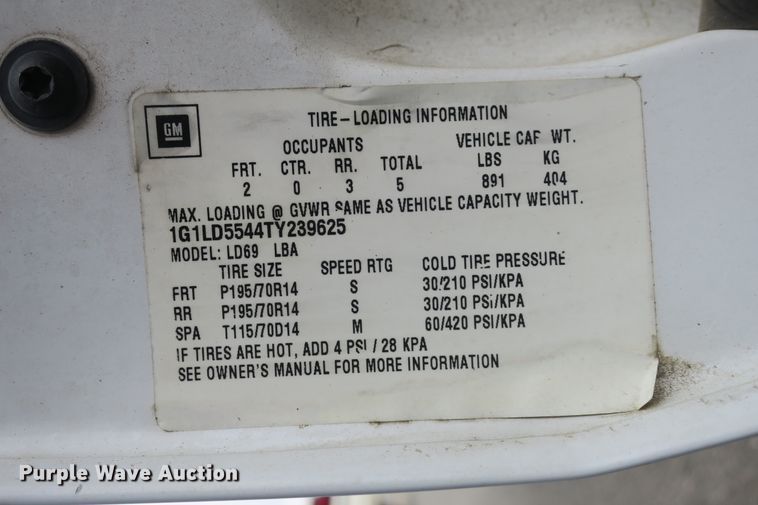 GM
TIRE-LOADING INFORMATION
OCCUPANTS VEHICLE CAP WT.
FRT. CTR. RR. TOTAL LBS KG
2 0 3 5 891 404
MAX. LOADING @ GVWR SAME AS VEHICLE CAPACITY WEIGHT.
1G1LD5544TY239625
MODEL: LD69 LBA
TIRE SIZE SPEED RTG COLD TIRE PRESSURE
FRT P195/70R14 S 30/210 PSI/KPA
RR P195/70R14 S 30/210 PSI/KPA
SPA T115/70D14 M 60/420 PSI/KPA
IF TIRES ARE HOT, ADD 4 PSI / 28 KPA
SEE OWNER'S MANUAL FOR MORE INFORMATION
Purple Wave Auction